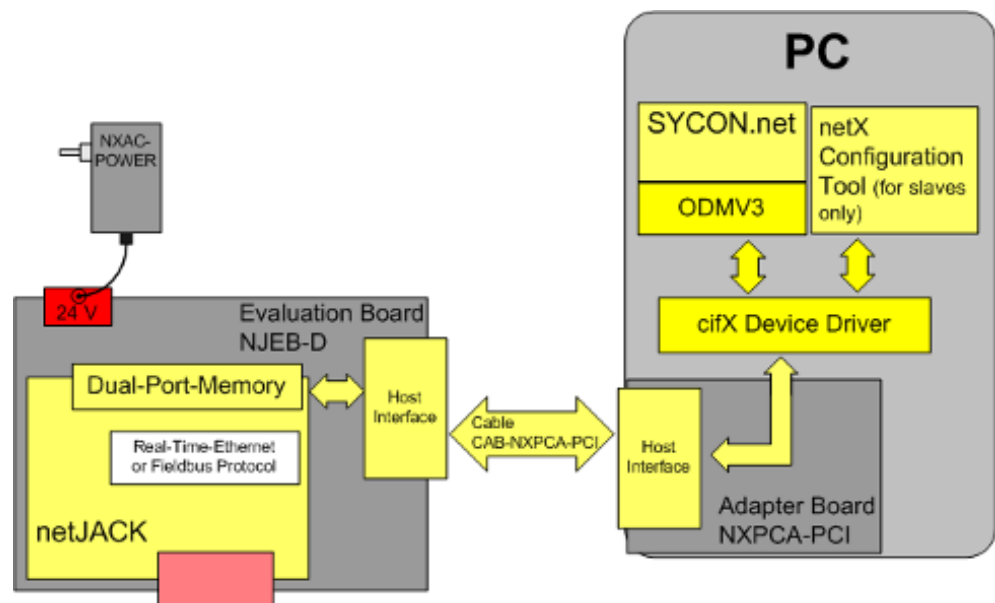 PC
SYCON.net
ODMV3
netX
Configuration
Tool (for slaves
only)
NXAC-
POWER
24 V
Evaluation Board
NJEB-D
cifX Device Driver
Dual-Port-Memory
Host
Interface
Cable
CAB-NXPCA-PCI
Host
Interface
Real-Time-Ethernet
or Fieldbus Protocol
netJACK
Adapter Board
NXPCA-PCI